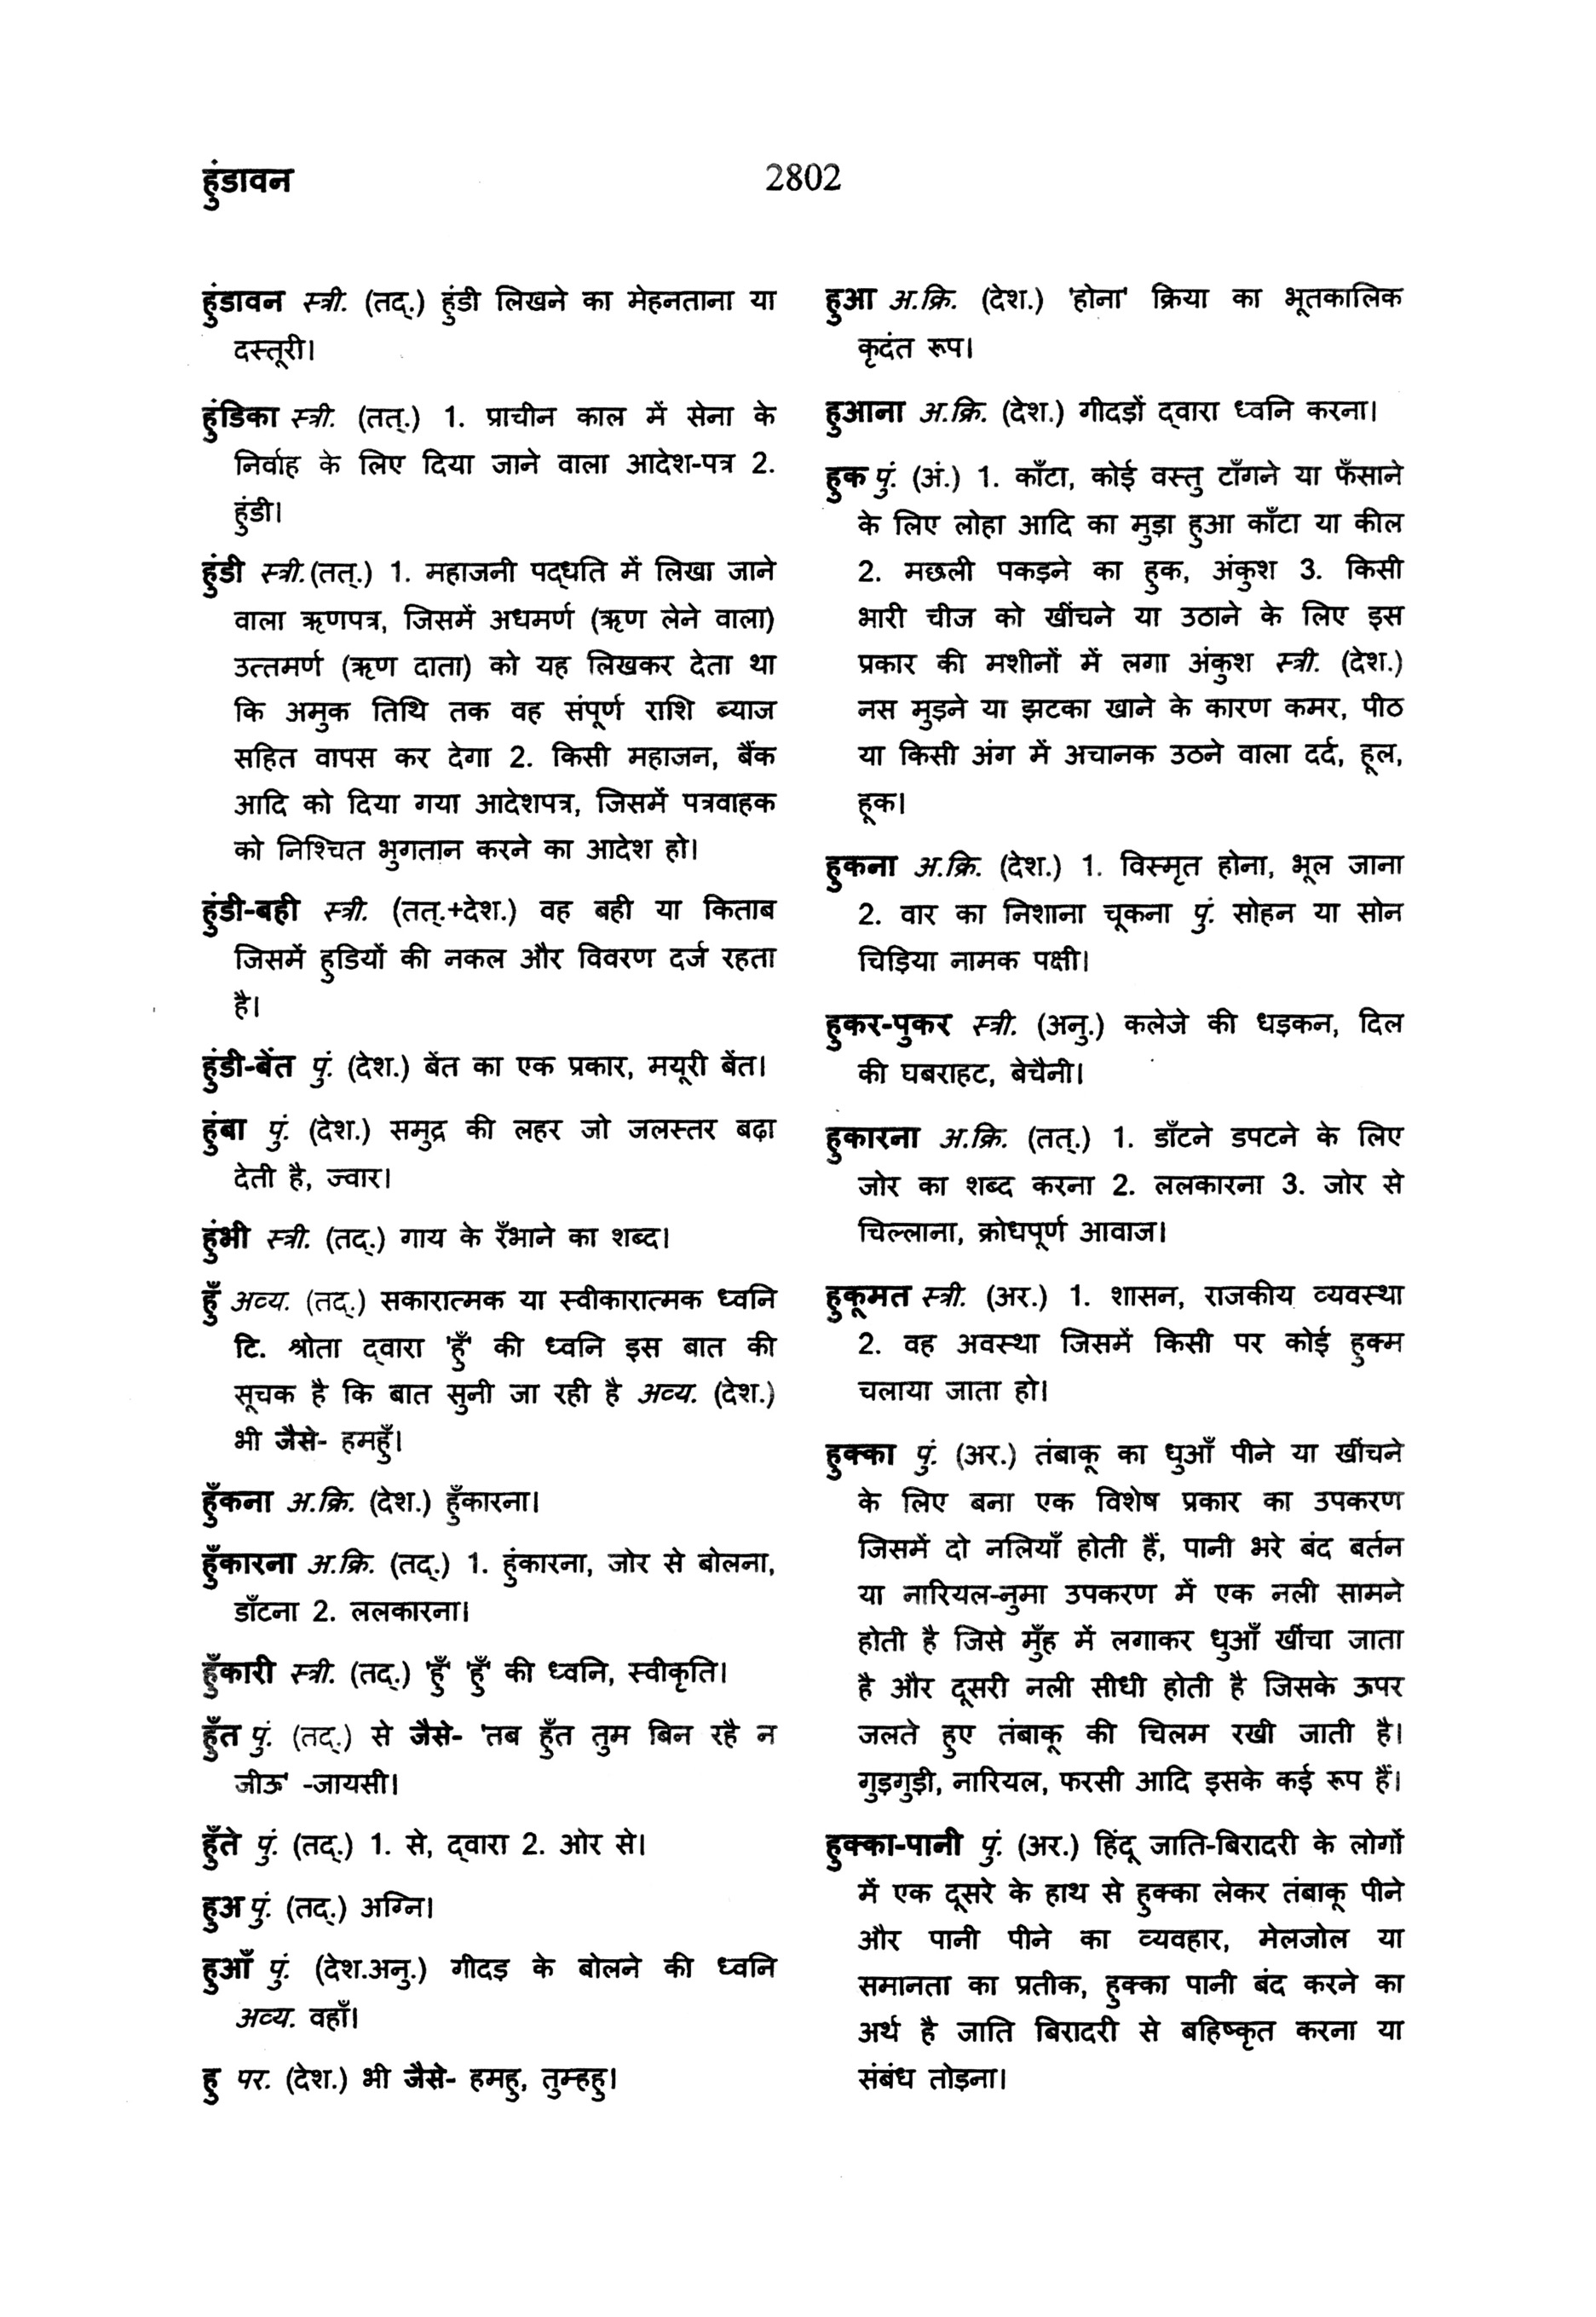 हुंडावन
2802
हुंडावन स्त्री. (तद्.) हुंडी लिखने का मेहनताना या
दस्तूरी।
हुंडिका स्त्री. (तत्.) 1. प्राचीन काल में सेना के
निर्वाह के लिए दिया जाने वाला आदेश-पत्र 2.
हुंडी।
हुंडी स्त्री.(तत्.) 1. महाजनी पद्धति में लिखा जाने
वाला ऋणपत्र, जिसमें अधमर्ण (ऋण लेने वाला)
उत्तमर्ण (ऋण दाता) को यह लिखकर देता था
कि अमुक तिथि तक वह संपूर्ण राशि ब्याज
सहित वापस कर देगा 2. किसी महाजन, बैंक
आदि को दिया गया आदेशपत्र, जिसमें पत्रवाहक
को निश्चित भुगतान करने का आदेश हो।
हुंडी-बही स्त्री. (तत्.+देश.) वह बही या किताब
जिसमें हुडियों की नकल और विवरण दर्ज रहता
है।
हुंडी-बेंत पुं. (देश.) बेंत का एक प्रकार, मयूरी बेंत।
हुंबा पुं. (देश.) समुद्र की लहर जो जलस्तर बढ़ा
देती है, ज्वार।
हुंभी स्त्री. (तद्.) गाय के रँभाने का शब्द।
हुँ अव्य. (तद्.) सकारात्मक या स्वीकारात्मक ध्वनि
टि. श्रोता द्वारा 'हुँ' की ध्वनि इस बात की
सूचक है कि बात सुनी जा रही है अव्य. (देश.)
भी जैसे- हमहुँ।
हुँकना अ.क्रि. (देश.) हुँकारना।
हुँकारना अ.क्रि. (तद्.) 1. हुंकारना, जोर से बोलना,
डाँटना 2. ललकारना।
हुँकारी स्त्री. (तद्.) 'हुँ' 'हुँ' की ध्वनि, स्वीकृति।
हुँत पुं. (तद्.) से जैसे- 'तब हुँत तुम बिन रहै न
जीऊ' -जायसी।
हुँते पुं. (तद्.) 1. से, द्वारा 2. ओर से।
हुअ पुं. (तद्.) अग्नि।
हुआँ पुं. (देश.अनु.) गीदड़ के बोलने की ध्वनि
अव्य. वहाँ।
हु पर. (देश.) भी जैसे- हमहु, तुम्हहु।
हुआ अ.क्रि. (देश.) 'होना' क्रिया का भूतकालिक
कृदंत रूप।
हुआना अ.क्रि. (देश.) गीदड़ों द्वारा ध्वनि करना।
हुक पुं. (अं.) 1. काँटा, कोई वस्तु टाँगने या फँसाने
के लिए लोहा आदि का मुड़ा हुआ काँटा या कील
2. मछली पकड़ने का हुक, अंकुश 3. किसी
भारी चीज को खींचने या उठाने के लिए इस
प्रकार की मशीनों में लगा अंकुश स्त्री. (देश.)
नस मुड़ने या झटका खाने के कारण कमर, पीठ
या किसी अंग में अचानक उठने वाला दर्द, हूल,
हूक।
हुकना अ.क्रि. (देश.) 1. विस्मृत होना, भूल जाना
2. वार का निशाना चूकना पुं. सोहन या सोन
चिड़िया नामक पक्षी।
हुकर-पुकर स्त्री. (अनु.) कलेजे की धड़कन, दिल
की घबराहट, बेचैनी।
हुकारना अ.क्रि. (तत्.) 1. डाँटने डपटने के लिए
जोर का शब्द करना 2. ललकारना 3. जोर से
चिल्लाना, क्रोधपूर्ण आवाज।
हुकूमत स्त्री. (अर.) 1. शासन, राजकीय व्यवस्था
2. वह अवस्था जिसमें किसी पर कोई हुक्म
चलाया जाता हो।
हुक्का पुं. (अर.) तंबाकू का धुआँ पीने या खींचने
के लिए बना एक विशेष प्रकार का उपकरण
जिसमें दो नलियाँ होती हैं, पानी भरे बंद बर्तन
या नारियल-नुमा उपकरण में एक नली सामने
होती है जिसे मुँह में लगाकर धुआँ खींचा जाता
है और दूसरी नली सीधी होती है जिसके ऊपर
जलते हुए तंबाकू की चिलम रखी जाती है।
गुड़गुड़ी, नारियल, फरसी आदि इसके कई रूप हैं।
हुक्का-पानी पुं. (अर.) हिंदू जाति-बिरादरी के लोगों
में एक दूसरे के हाथ से हुक्का लेकर तंबाकू पीने
और पानी पीने का व्यवहार, मेलजोल या
समानता का प्रतीक, हुक्का पानी बंद करने का
अर्थ है जाति बिरादरी से बहिष्कृत करना या
संबंध तोड़ना।